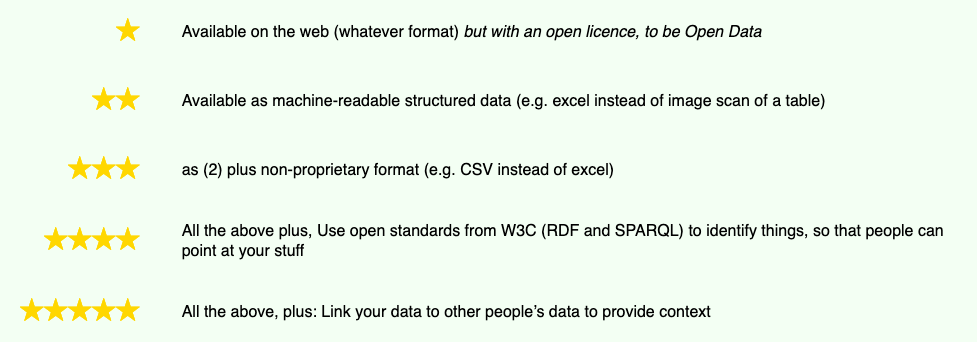 Available on the web (whatever format) but with an open licence, to be Open Data
Available as machine-readable structured data (e.g. excel instead of image scan of a table)
as (2) plus non-proprietary format (e.g. CSV instead of excel)
All the above plus, Use open standards from W3C (RDF and SPARQL) to identify things, so that people can
point at your stuff
All the above, plus: Link your data to other people’s data to provide context